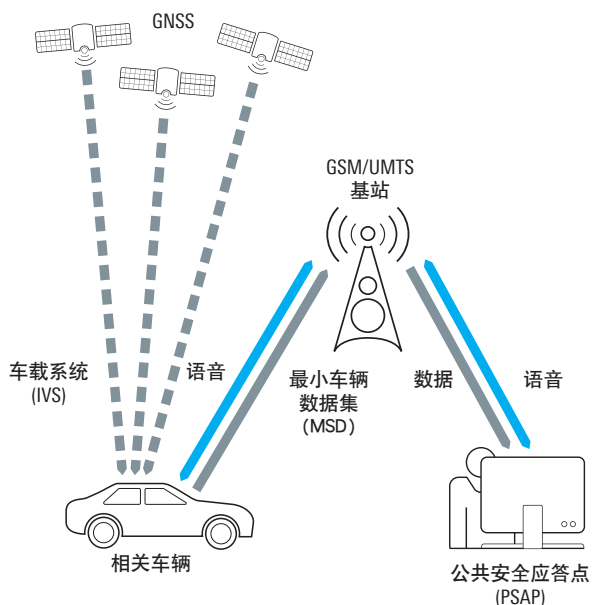 GNSS
GSM/UMTS
基站
车载系统
(IVS)
语音
最小车辆
数据集
(MSD)
数据
语音
相关车辆
公共安全应答点
(PSAP)